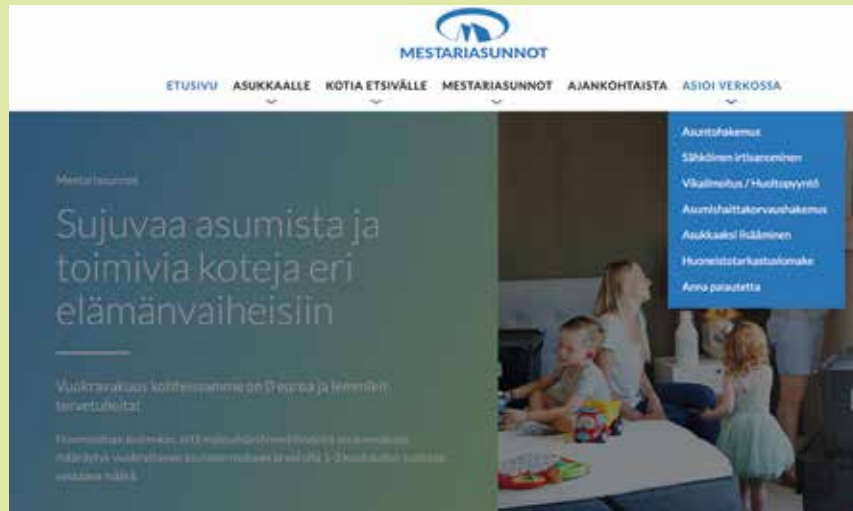 MESTARIASUNNOT
ETUSIVU ASUKKAALLE KOTIA ETSIVÄLLE MESTARIASUNNOT AJANKOHTAISTA ASIOI VERKOSSA
Asuntohakemus
Sähköinen irtisanominen
Vikailmoitus / Huoltopyyntö
Asumishaittakorvaushakemus
Asukkaaksi lisääminen
Huoneistotarkastuslomake
Anna palautetta
Mestariasunnot
Sujuvaa asumista ja
toimivia koteja eri
elämänvaiheisiin
Vuokravakuus kohteissamme on 0 euroa ja lemmikit
tervetulleita!